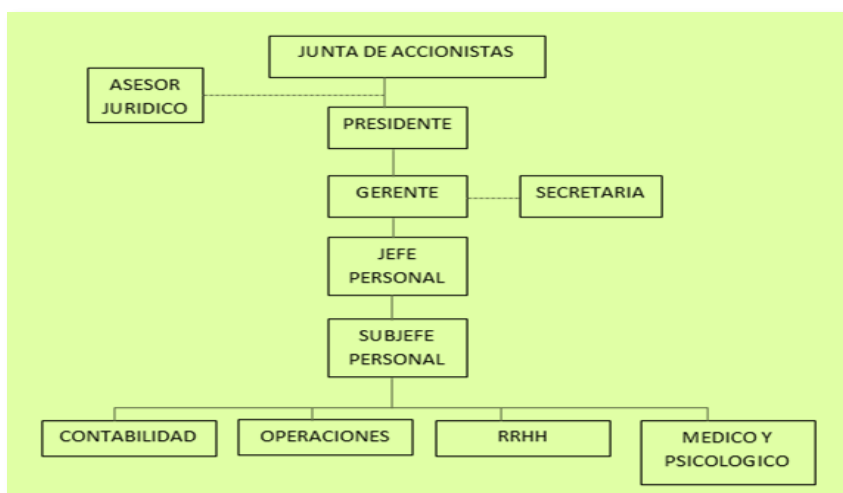 JUNTA DE ACCIONISTAS
ASESOR
JURIDICO
PRESIDENTE
GERENTE
SECRETARIA
JEFE
PERSONAL
SUBJEFE
PERSONAL
CONTABILIDAD
OPERACIONES
RRHH
MEDICO Y
PSICOLOGICO